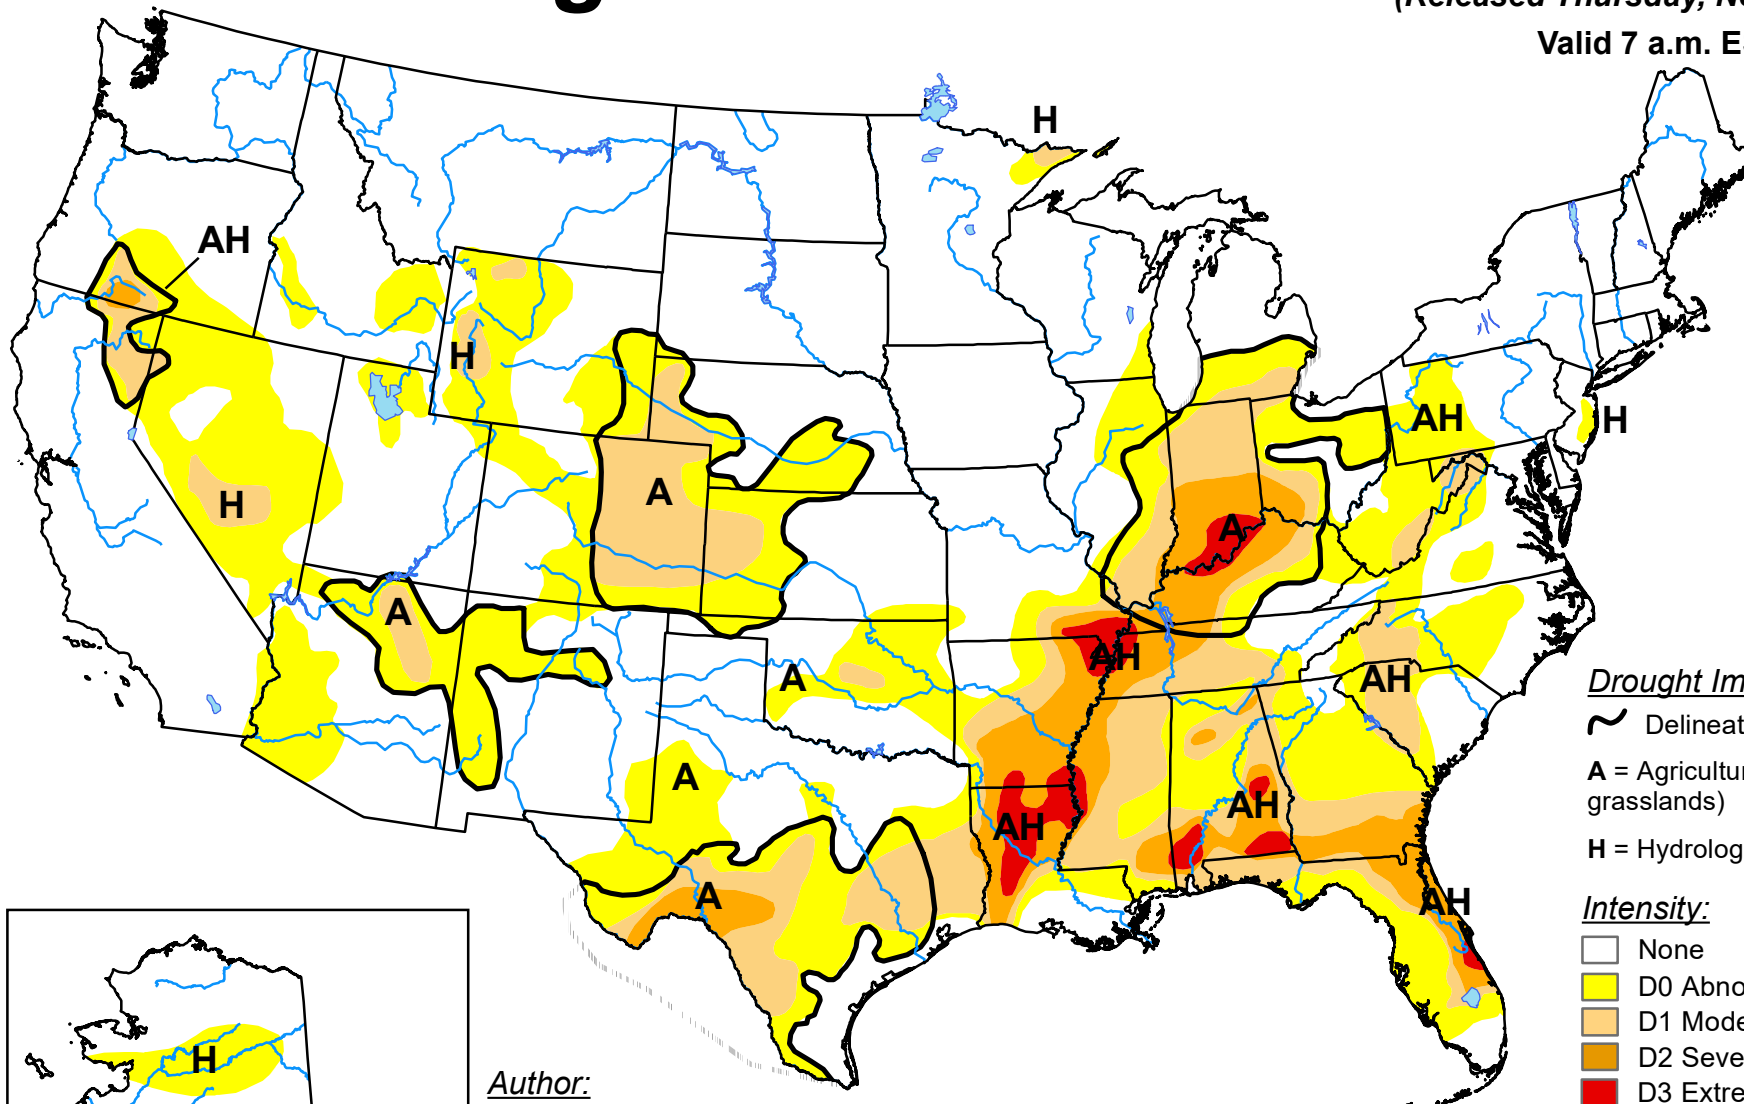 Valid 7 a.m. E
H
AH
H
AH
H
A
H
A
A
AH
A
AH
A
AH
AH
A
AH
H
Drought Im
Delineat
A = Agricultur
grasslands)
H = Hydrolog
Intensity:
None
D0 Abno
D1 Mode
D2 Seve
D3 Extre
H
Author: